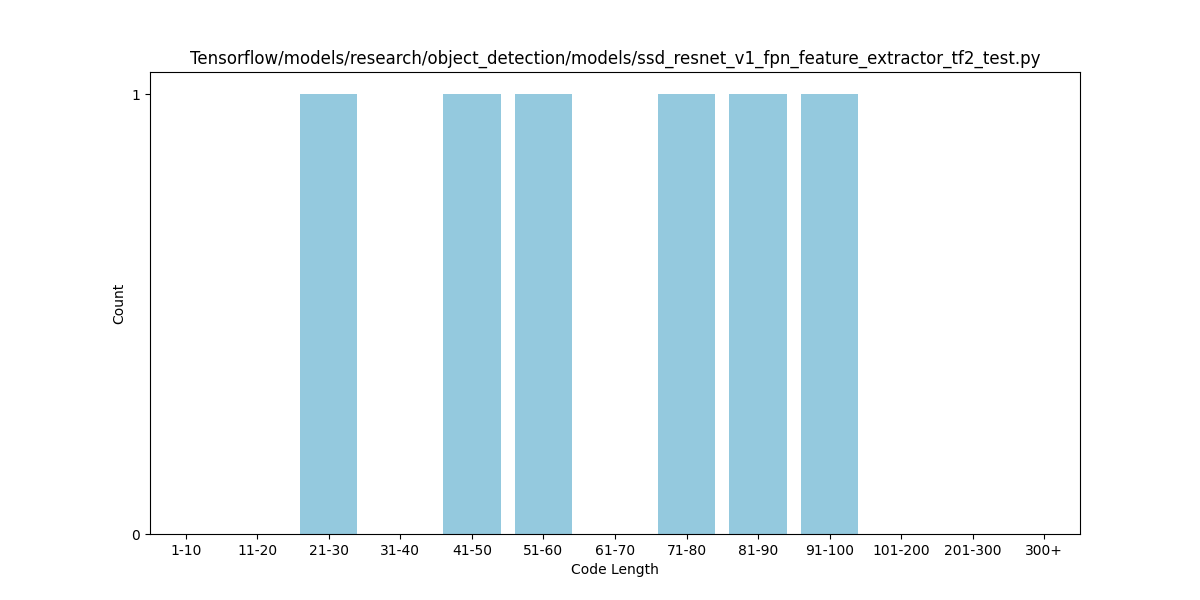 Tensorflow/models/research/object_detection/models/ssd_resnet_v1_fpn_feature_extractor_tf2_test.py
1
Count
0
1-10 11-20 21-30 31-40 41-50 51-60 61-70 71-80 81-90 91-100 101-200 201-300 300+
Code Length